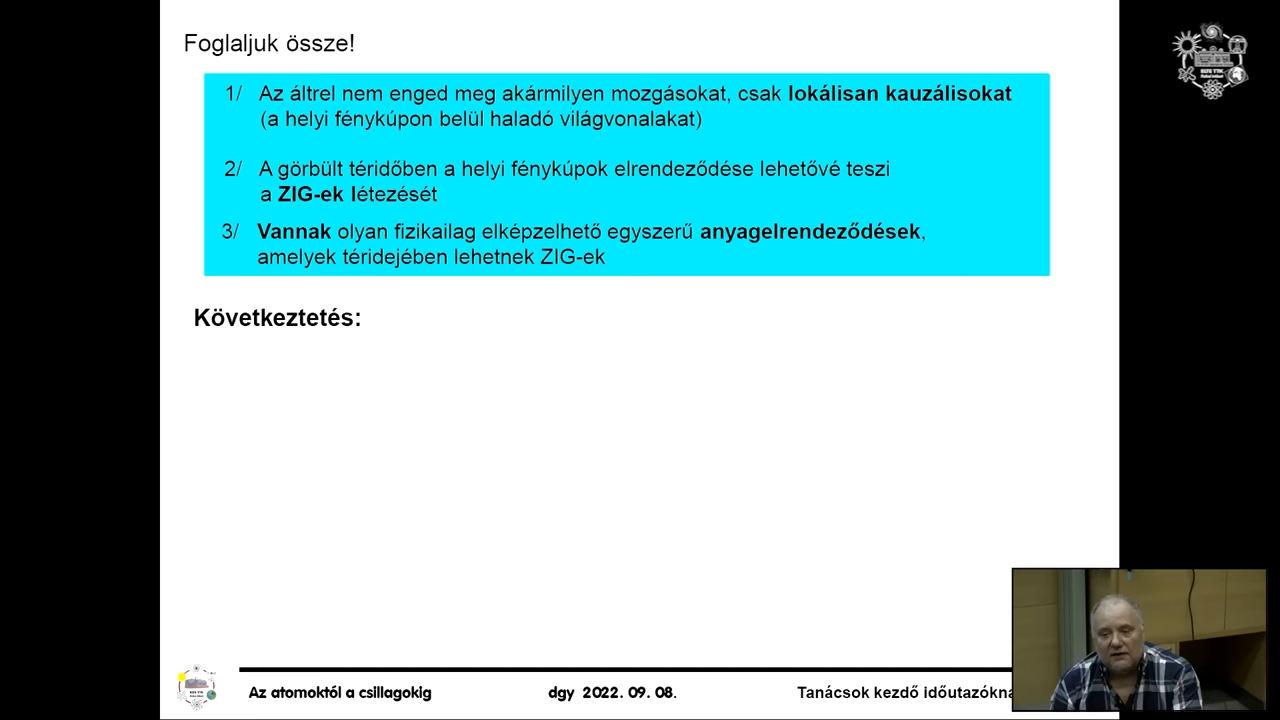 Foglaljuk össze!
1/ Az áltrel nem enged meg akármilyen mozgásokat, csak lokálisan kauzálisokat
(a helyi fénykúpon belül haladó világvonalakat)
2/ A görbült téridőben a helyi fénykúpok elrendeződése lehetővé teszi
a ZIG-ek létezését
3/ Vannak olyan fizikailag elképzelhető egyszerű anyagelrendeződések,
amelyek téridejében lehetnek ZIG-ek
Következtetés:
Az atomoktól a csillagokig dgy 2022. 09. 08. Tanácsok kezdő